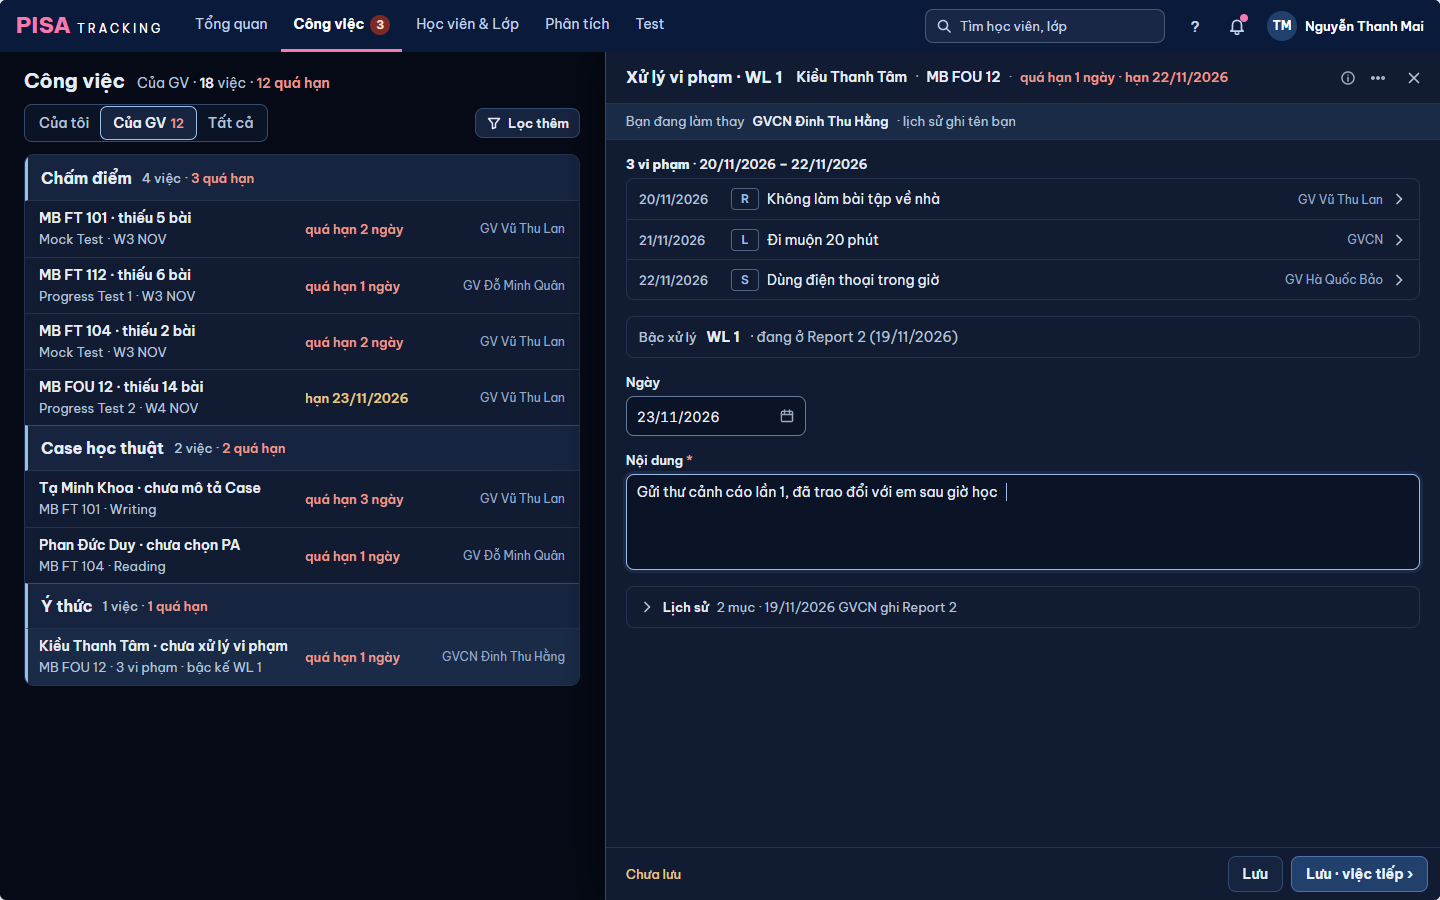 PISA TRACKING Tổng quan Công việc 3 Học viên & Lớp Phân tích Test Tìm học viên, lớp ? TM Nguyễn Thanh Mai
Công việc Của GV · 18 việc · 12 quá hạn
Của tôi Của GV 12 Tất cả Lọc thêm
Chấm điểm 4 việc · 3 quá hạn
MB FT 101 · thiếu 5 bài
Mock Test · W3 NOV
quá hạn 2 ngày
GV Vũ Thu Lan
MB FT 112 · thiếu 6 bài
Progress Test 1 · W3 NOV
quá hạn 1 ngày
GV Đỗ Minh Quân
MB FT 104 · thiếu 2 bài
Mock Test · W3 NOV
quá hạn 2 ngày
GV Vũ Thu Lan
MB FOU 12 · thiếu 14 bài
Progress Test 2 · W4 NOV
hạn 23/11/2026
GV Vũ Thu Lan
Case học thuật 2 việc · 2 quá hạn
Tạ Minh Khoa · chưa mô tả Case
MB FT 101 · Writing
quá hạn 3 ngày
GV Vũ Thu Lan
Phan Đức Duy · chưa chọn PA
MB FT 104 · Reading
quá hạn 1 ngày
GV Đỗ Minh Quân
Ý thức 1 việc · 1 quá hạn
Kiều Thanh Tâm · chưa xử lý vi phạm
MB FOU 12 · 3 vi phạm · bậc kế WL 1
quá hạn 1 ngày
GVCN Đinh Thu Hằng
Xử lý vi phạm · WL 1 Kiều Thanh Tâm · MB FOU 12 · quá hạn 1 ngày · hạn 22/11/2026
Bạn đang làm thay GVCN Đinh Thu Hằng · lịch sử ghi tên bạn
3 vi phạm · 20/11/2026 – 22/11/2026
20/11/2026 R Không làm bài tập về nhà GV Vũ Thu Lan
21/11/2026 L Đi muộn 20 phút GVCN
22/11/2026 S Dùng điện thoại trong giờ GV Hà Quốc Bảo
Bậc xử lý WL 1 · đang ở Report 2 (19/11/2026)
Ngày
23/11/2026
Nội dung *
Gửi thư cảnh cáo lần 1, đã trao đổi với em sau giờ học
Lịch sử 2 mục · 19/11/2026 GVCN ghi Report 2
Chưa lưu Lưu Lưu · việc tiếp ›